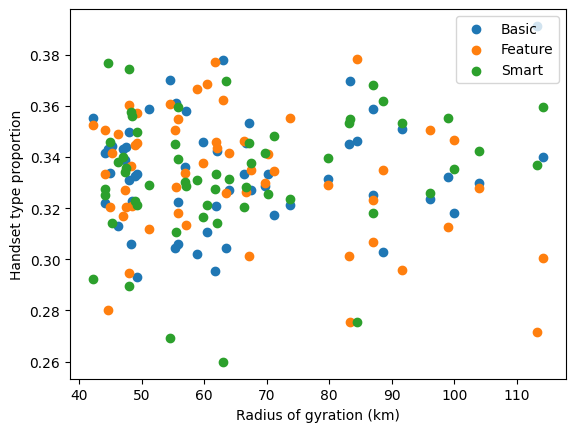 Basic
Feature
Smart
0.38
0.36
0.34
0.32
0.30
0.28
0.26
Handset type proportion
40 50 60 70 80 90 100 110
Radius of gyration (km)